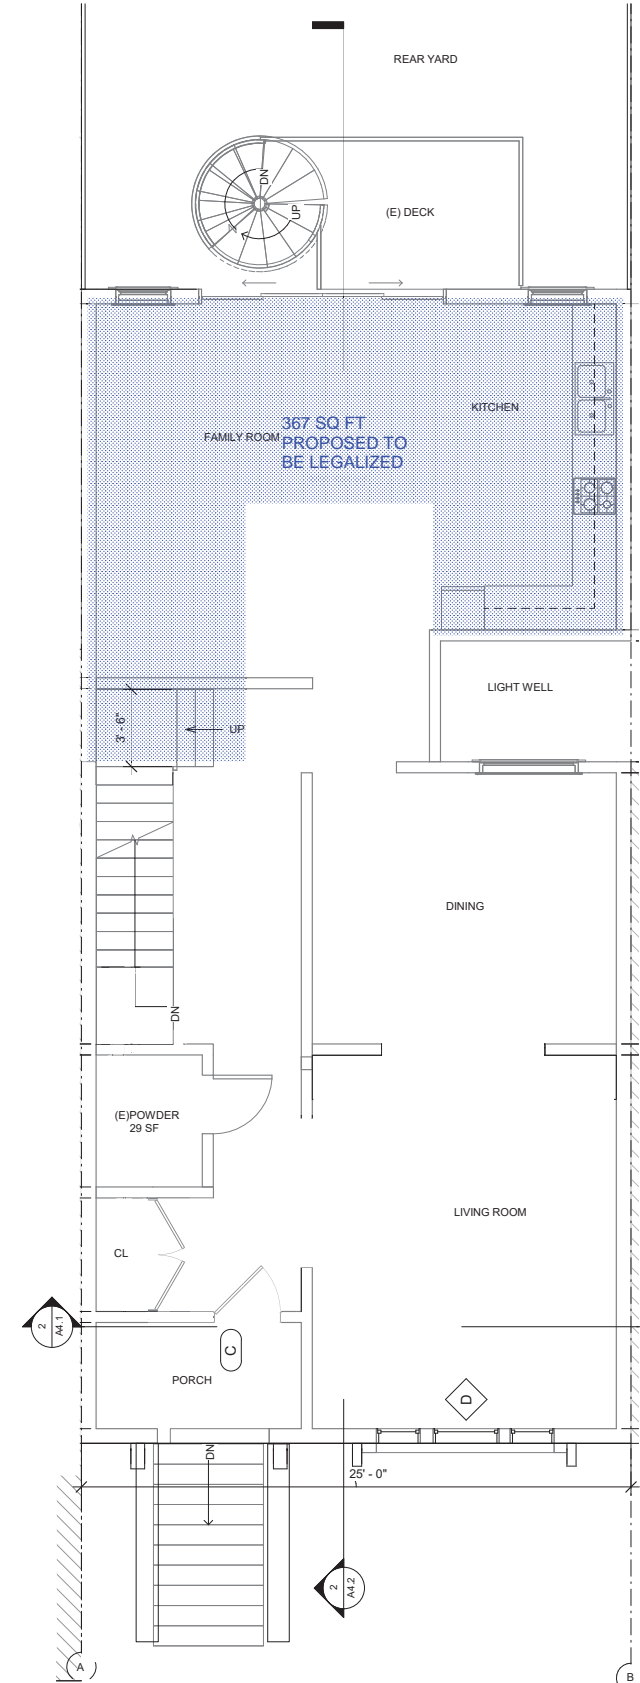 REAR YARD
DN
UP
(E) DECK
KITCHEN
367 SQ FT
PROPOSED TO
BE LEGALIZED
FAMILY ROOM
LIGHT WELL
3' - 6"
UP
DINING
DN
(E)POWDER
29 SF
LIVING ROOM
CL
2
A4.1
C
PORCH
D
DN
25' - 0"
2
A4.2
A
B